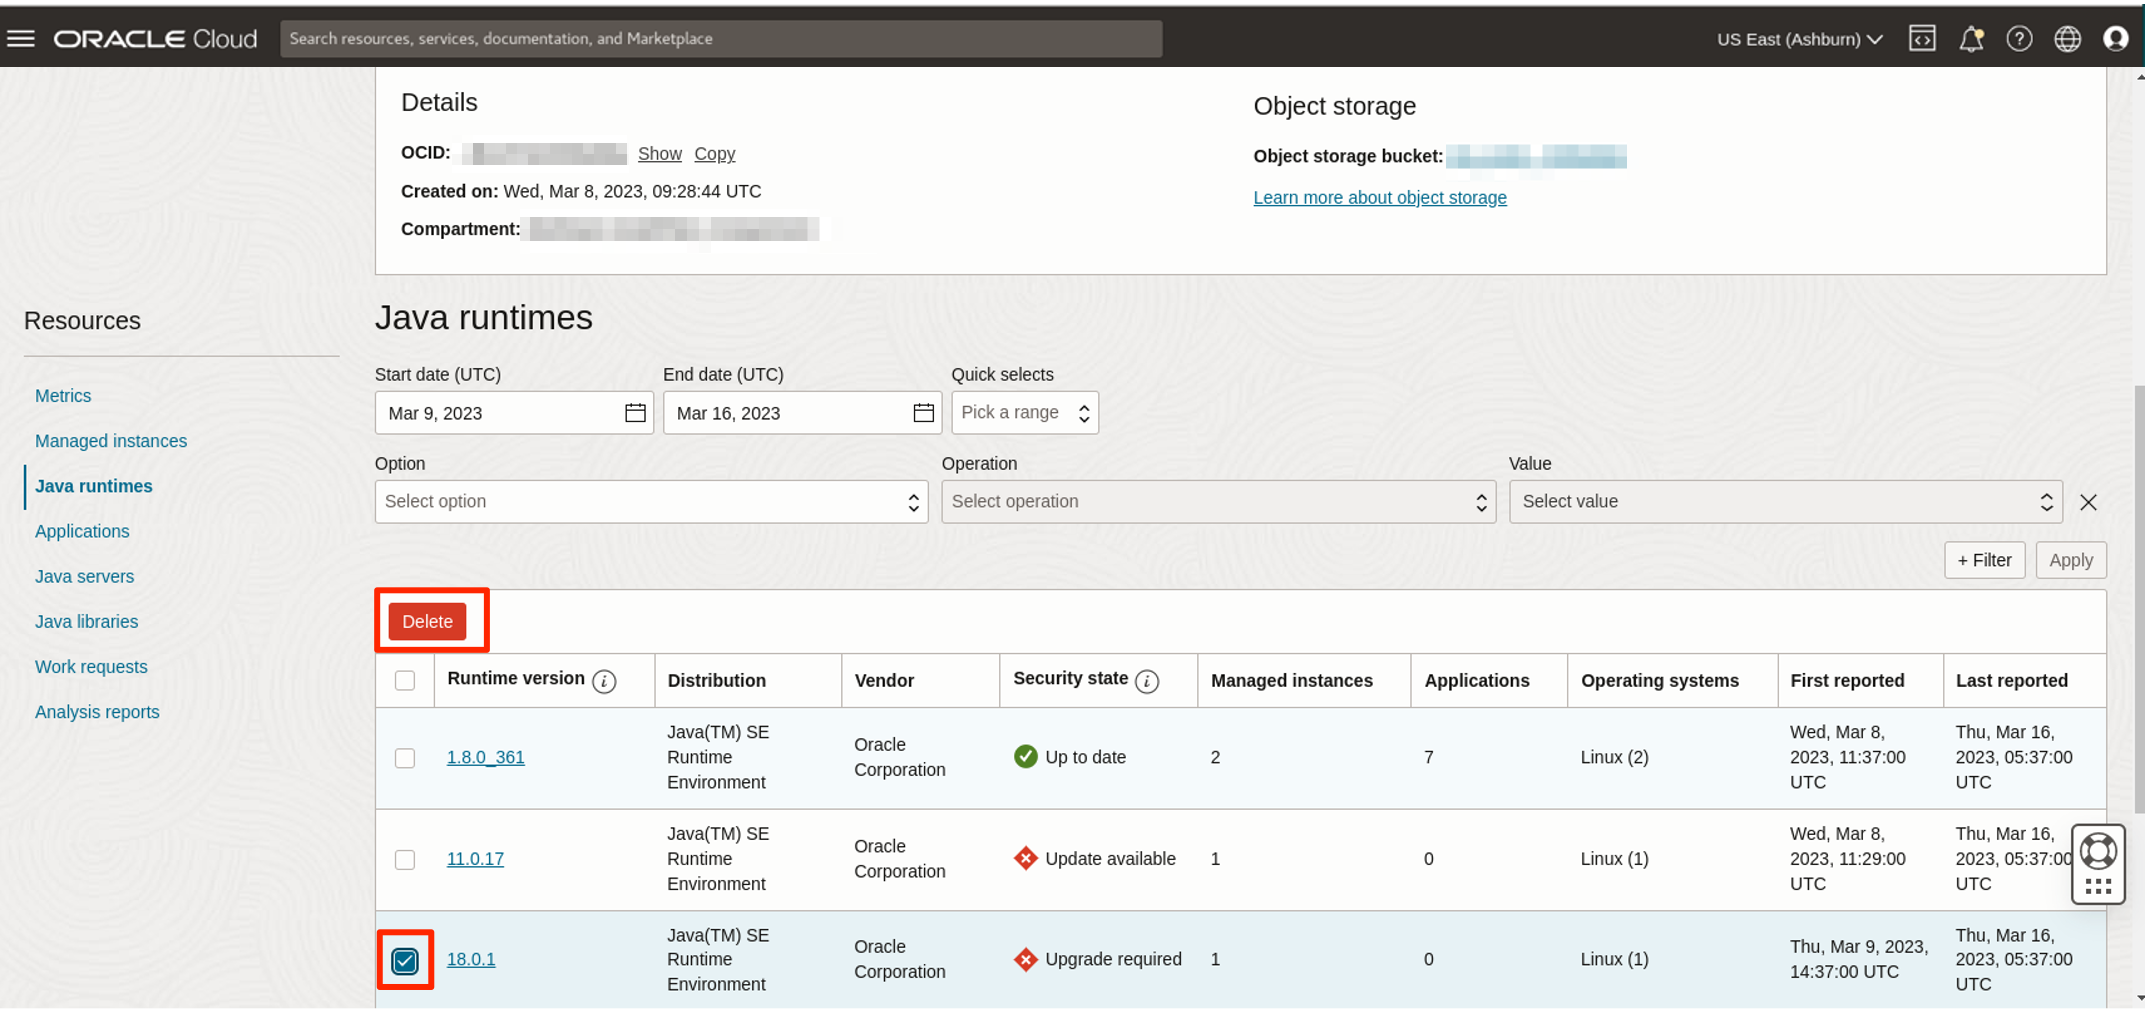 ORACLE Cloud
Search resources, services, documentation, and Marketplace
US East (Ashburn)
Details
OCID: Show Copy
Created on: Wed, Mar 8, 2023, 09:28:44 UTC
Compartment:
Object storage
Object storage bucket:
Learn more about object storage
Resources
Metrics
Managed instances
Java runtimes
Applications
Java servers
Java libraries
Work requests
Analysis reports
Java runtimes
Start date (UTC) End date (UTC) Quick selects
Mar 9, 2023 Mar 16, 2023 Pick a range
Option Operation Value
Select option Select operation Select value
+ Filter Apply
Delete
Runtime version Distribution Vendor Security state Managed instances Applications Operating systems First reported Last reported
1.8.0_361
Java(TM) SE
Runtime
Environment
Oracle
Corporation
Up to date
2
7
Linux (2)
Wed, Mar 8,
2023, 11:37:00
UTC
Thu, Mar 16,
2023, 05:37:00
UTC
11.0.17
Java(TM) SE
Runtime
Environment
Oracle
Corporation
Update available
1
0
Linux (1)
Wed, Mar 8,
2023, 11:29:00
UTC
Thu, Mar 16,
2023, 05:37:00
UTC
18.0.1
Java(TM) SE
Runtime
Environment
Oracle
Corporation
Upgrade required
1
0
Linux (1)
Thu, Mar 9, 2023,
14:37:00 UTC
Thu, Mar 16,
2023, 05:37:00
UTC